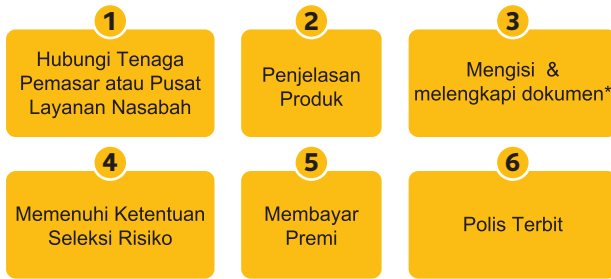 1
Hubungi Tenaga
Pemasar atau Pusat
Layanan Nasabah
2
Penjelasan
Produk
3
Mengisi &
melengkapi dokumen*
4
Memenuhi Ketentuan
Seleksi Risiko
5
Membayar
Premi
6
Polis Terbit